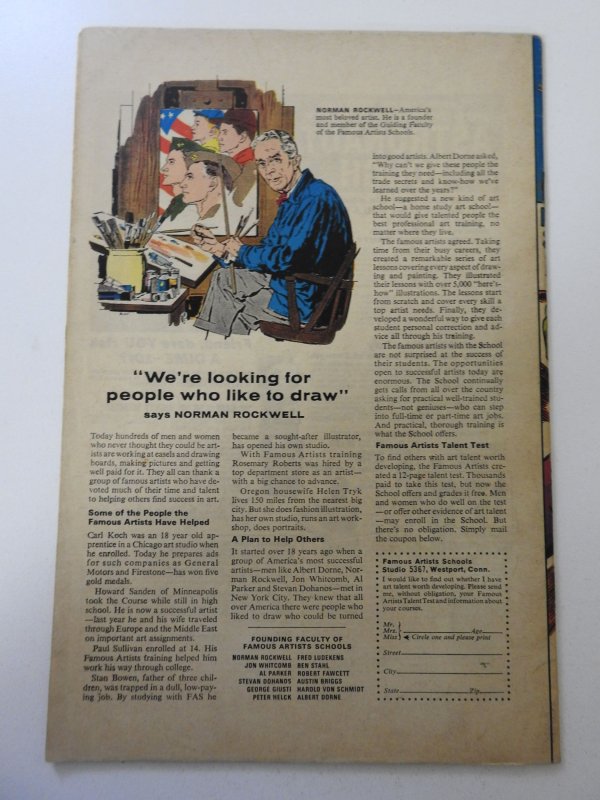 NORMAN ROCKWELL—America's
most beloved artist. He is a founder
and member of the Guiding Faculty
of the Famous Artists Schools.
"We're looking for
people who like to draw"
says NORMAN ROCKWELL
Today hundreds of men and women
who never thought they could be art-
ists are working at easels and drawing
boards, making pictures and getting
well paid for it. They all can thank a
group of famous artists who have de-
voted much of their time and talent
to helping others find success in art.
Some of the People the
Famous Artists Have Helped
Carl Koch was an 18 year old ap-
prentice in a Chicago art studio when
he enrolled. Today he prepares ads
for such companies as General
Motors and Firestone—has won five
gold medals.
Howard Sanden of Minneapolis
took the Course while still in high
school. He is now a successful artist
—last year he and his wife traveled
through Europe and the Middle East
on important art assignments.
Paul Sullivan enrolled at 14. His
Famous Artists training helped him
work his way through college.
Stan Bowen, father of three chil-
dren, was trapped in a dull, low-pay-
ing job. By studying with FAS he
became a sought-after illustrator,
has opened his own studio.
With Famous Artists training
Rosemary Roberts was hired by a
top department store as an artist—
with a big chance to advance.
Oregon housewife Helen Tryk
lives 150 miles from the nearest big
city. But she does fashion illustration,
has her own studio, runs an art work-
shop, does portraits.
A Plan to Help Others
It started over 18 years ago when a
group of America's most successful
artists—men like Albert Dorne, Nor-
man Rockwell, Jon Whitcomb, Al
Parker and Stevan Dohanos—met in
New York City. They knew that all
over America there were people who
liked to draw who could be turned
FOUNDING FACULTY OF
FAMOUS ARTISTS SCHOOLS
NORMAN ROCKWELL FRED LUDEKENS
JON WHITCOMB BEN STAHL
AL PARKER ROBERT FAWCETT
STEVAN DOHANOS AUSTIN BRIGGS
GEORGE GIUSTI HAROLD VON SCHMIDT
PETER HELCK ALBERT DORNE
into good artists. Albert Dorne asked,
"Why can't we give these people the
training they need—including all the
trade secrets and know-how we've
learned over the years?"
He suggested a new kind of art
school—a home study art school—
that would give talented people the
best professional art training, no
matter where they live.
The famous artists agreed. Taking
time from their busy careers, they
created a remarkable series of art
lessons covering every aspect of draw-
ing and painting. They illustrated
their lessons with over 5,000 "here's-
how" illustrations. The lessons start
from scratch and cover every skill a
top artist needs. Finally, they de-
veloped a wonderful way to give each
student personal correction and ad-
vice all through his training.
The famous artists with the School
are not surprised at the success of
their students. The opportunities
open to successful artists today are
enormous. The School continually
gets calls from all over the country
asking for practical well-trained stu-
dents—not geniuses—who can step
into full-time or part-time art jobs.
And practical, thorough training is
what the School offers.
Famous Artists Talent Test
To find others with art talent worth
developing, the Famous Artists cre-
ated a 12-page talent test. Thousands
paid to take this test, but now the
School offers and grades it free. Men
and women who do well on the test
—or offer other evidence of art talent
—may enroll in the School. But
there's no obligation. Simply mail
the coupon below.
Famous Artists Schools
Studio 5367, Westport, Conn.
I would like to find out whether I have
art talent worth developing. Please send
me, without obligation, your Famous
Artists Talent Test and information about
your courses.
Mr.
Mrs. Age
Miss Circle one and please print
Street
City
State Zip